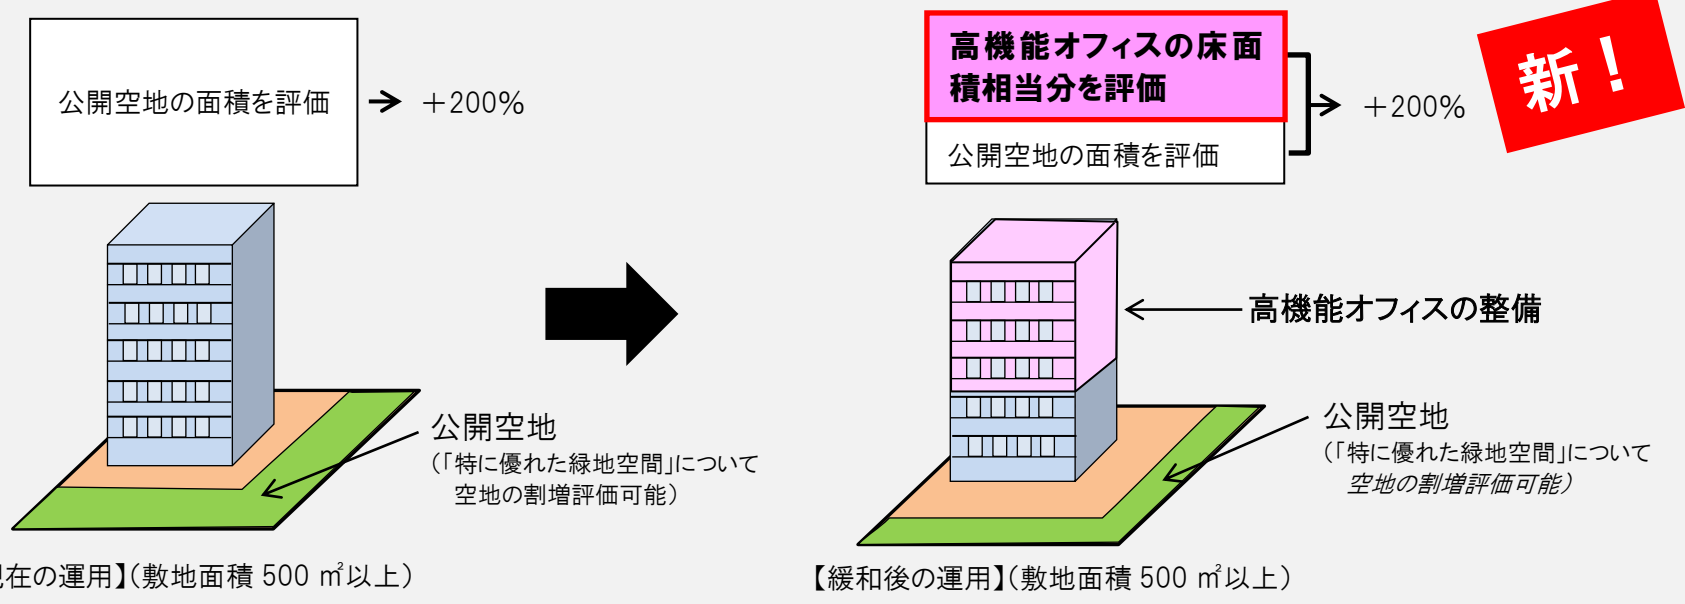 公開空地の面積を評価
＋200%
公開空地
（「特に優れた緑地空間」について
空地の割増評価可能）
在の運用】（敷地面積 500 ㎡以上）
高機能オフィスの床面
積相当分を評価
公開空地の面積を評価
＋200%
新！
高機能オフィスの整備
公開空地
（「特に優れた緑地空間」について
空地の割増評価可能）
【緩和後の運用】（敷地面積 500 ㎡以上）